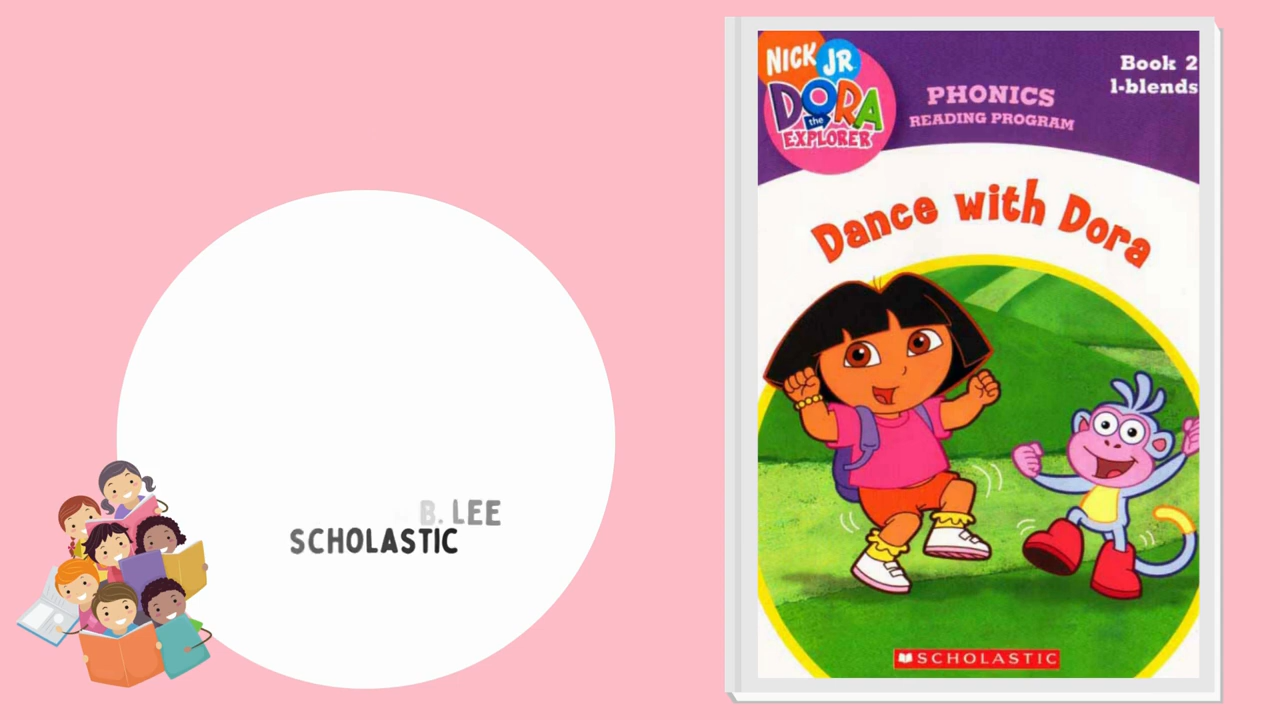 B. LEE
SCHOLASTIC
NICK JR
DORA
the
EXPLORER
PHONICS
READING PROGRAM
Book 2
l-blends
Dance with Dora
SCHOLASTIC